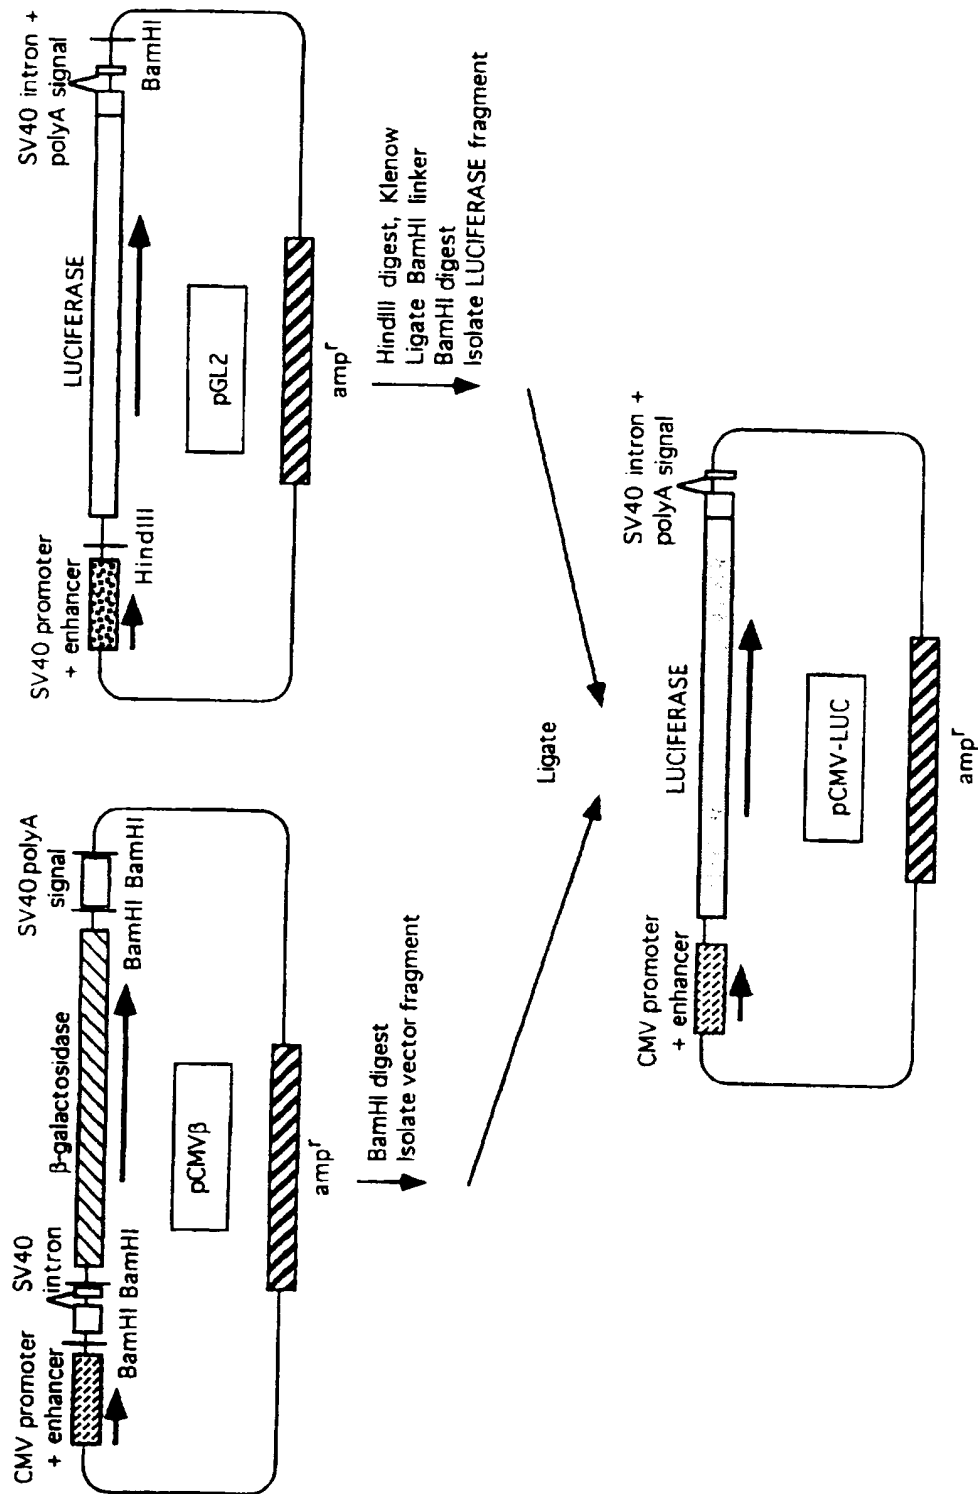 CMV promoter
+ enhancer
SV40
intron
β-galactosidase
SV40 polyA
signal
BamHI BamHI
BamHI BamHI
pCMVβ
amp^r
BamHI digest
Isolate vector fragment
SV40 promoter
+ enhancer
LUCIFERASE
SV40 intron +
polyA signal
HindIII
BamHI
pGL2
amp^r
HindIII digest, Klenow
Ligate BamHI linker
BamHI digest
Isolate LUCIFERASE fragment
Ligate
CMV promoter
+ enhancer
LUCIFERASE
SV40 intron +
polyA signal
pCMV-LUC
amp^r